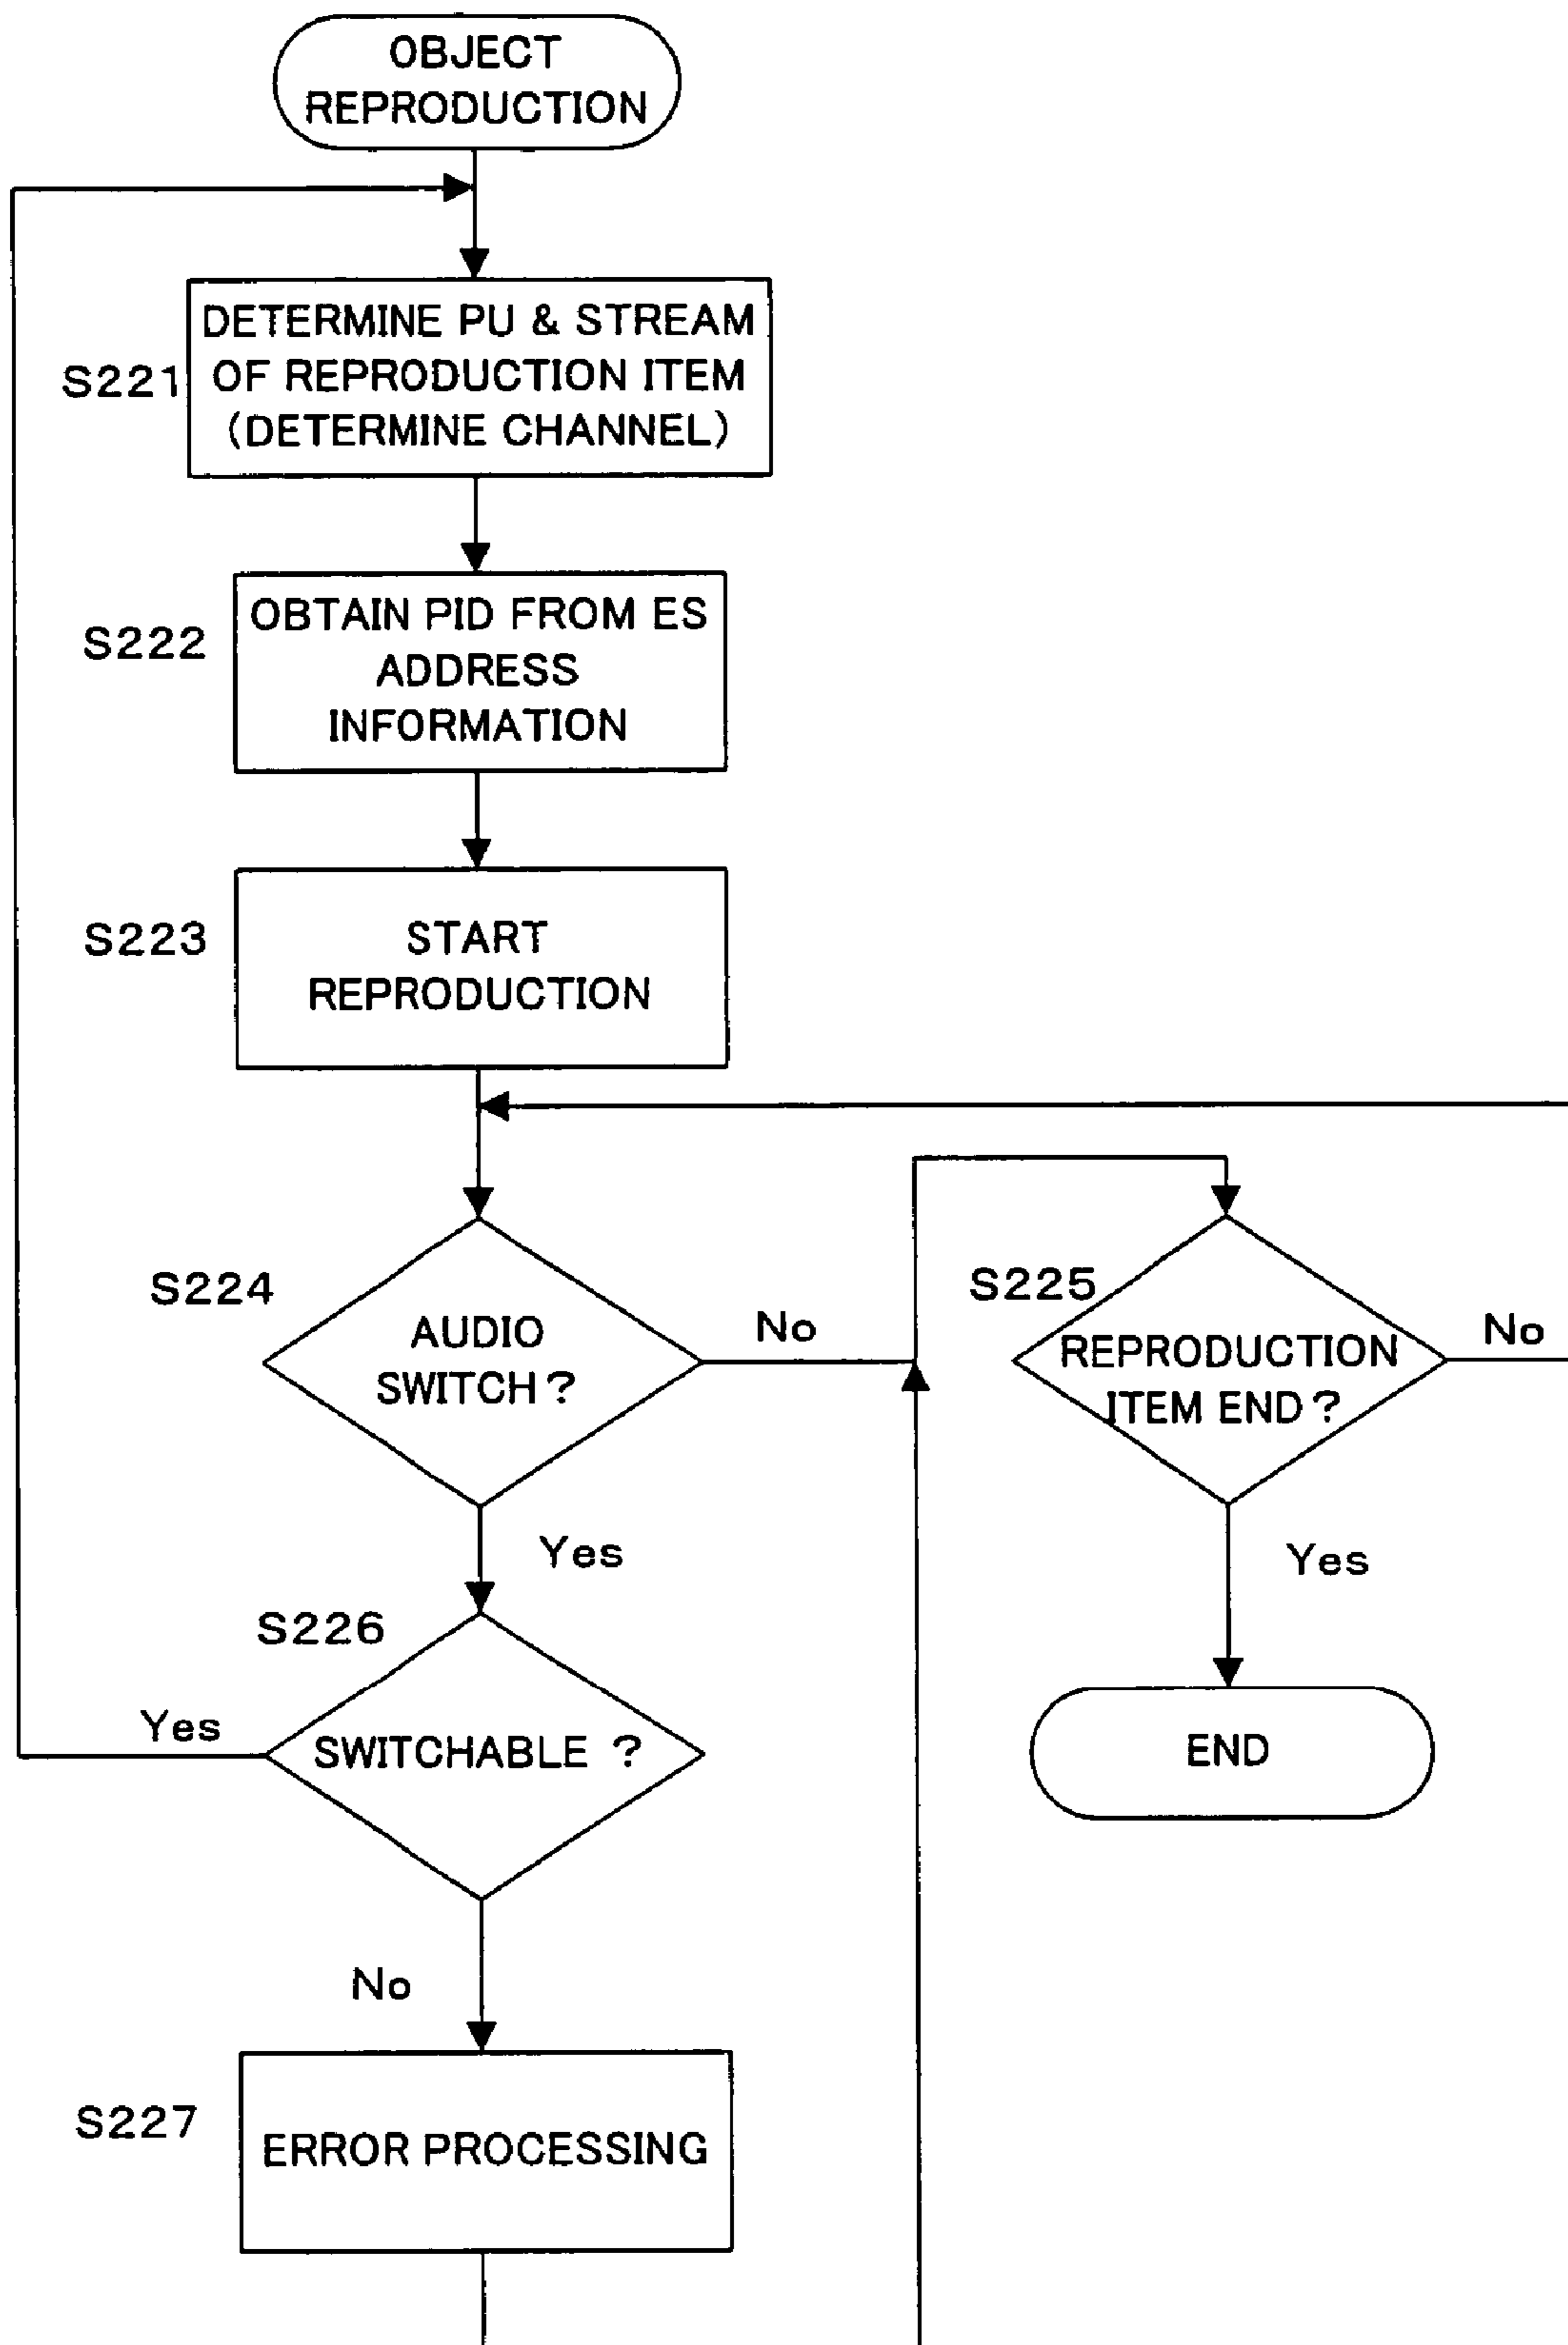 OBJECT
REPRODUCTION
S221
DETERMINE PU & STREAM
OF REPRODUCTION ITEM
(DETERMINE CHANNEL)
S222
OBTAIN PID FROM ES
ADDRESS
INFORMATION
S223
START
REPRODUCTION
S224
AUDIO
SWITCH?
No
S225
REPRODUCTION
ITEM END?
No
Yes
Yes
S226
SWITCHABLE ?
Yes
END
No
S227
ERROR PROCESSING